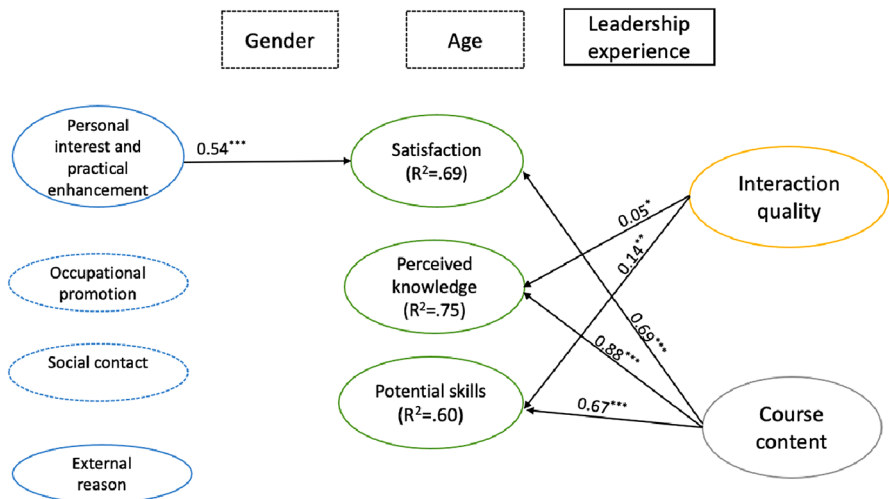 Gender
Age
Leadership
experience
Personal
interest and
practical
enhancement
0.54***
Satisfaction
(R²=.69)
Interaction
quality
0.05*
0.14**
Occupational
promotion
Perceived
knowledge
(R²=.75)
Social contact
0.69***
0.88***
Potential skills
(R²=.60)
0.67***
Course
content
External
reason